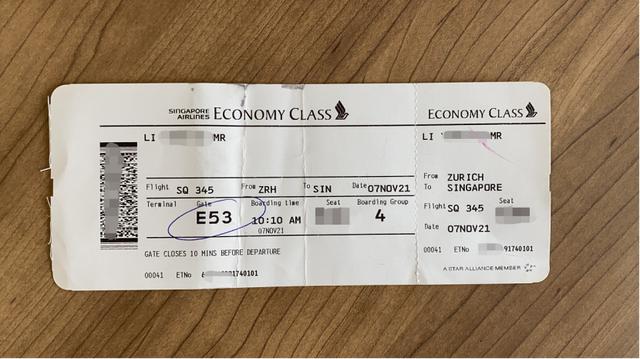 SINGAPORE AIRLINES ECONOMY CLASS
LI MR
Flight SQ 345 From ZRH To SIN Date 07NOV21
Terminal Gate Boarding time Seat Boarding Group
E53 10:10 AM 4
07NOV21
GATE CLOSES 10 MINS BEFORE DEPARTURE
00041 ETNo 1740101
ECONOMY CLASS
LI MR
From ZURICH
To SINGAPORE
Flight SQ 345 Seat
Date 07NOV21
00041 ETNo 91740101
A STAR ALLIANCE MEMBER